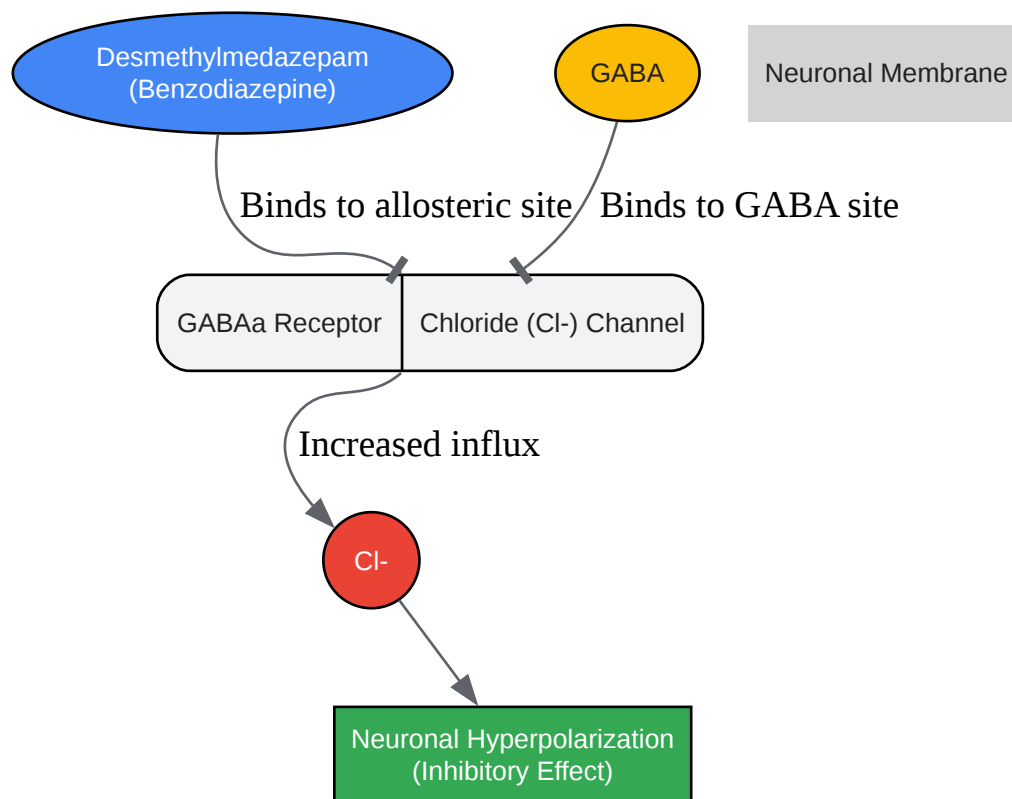 Desmethylmedazepam
(Benzodiazepine)
GABA
Neuronal Membrane
Binds to allosteric site
Binds to GABA site
GABAa Receptor
Chloride (Cl-) Channel
Increased influx
Cl-
Neuronal Hyperpolarization
(Inhibitory Effect)